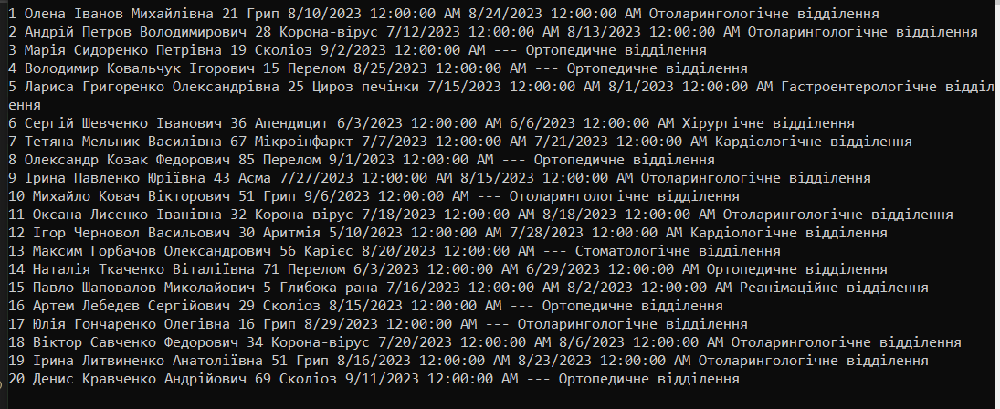 1 Олена Іванов Михайлівна 21 Грип 8/10/2023 12:00:00 AM 8/24/2023 12:00:00 AM Отоларингологічне відділення
2 Андрій Петров Володимирович 28 Корона-вірус 7/12/2023 12:00:00 AM 8/13/2023 12:00:00 AM Отоларингологічне відділення
3 Марія Сидоренко Петрівна 19 Сколіоз 9/2/2023 12:00:00 AM --- Ортопедичне відділення
4 Володимир Ковальчук Ігорович 15 Перелом 8/25/2023 12:00:00 AM --- Ортопедичне відділення
5 Лариса Григоренко Олександрівна 25 Цироз печінки 7/15/2023 12:00:00 AM 8/1/2023 12:00:00 AM Гастроентерологічне відділ
ення
6 Сергій Шевченко Іванович 36 Апендицит 6/3/2023 12:00:00 AM 6/6/2023 12:00:00 AM Хірургічне відділення
7 Тетяна Мельник Василівна 67 Мікроінфаркт 7/7/2023 12:00:00 AM 7/21/2023 12:00:00 AM Кардіологічне відділення
8 Олександр Козак Федорович 85 Перелом 9/1/2023 12:00:00 AM --- Ортопедичне відділення
9 Ірина Павленко Юріївна 43 Асма 7/27/2023 12:00:00 AM 8/15/2023 12:00:00 AM Отоларингологічне відділення
10 Михайло Ковач Вікторович 51 Грип 9/6/2023 12:00:00 AM --- Отоларингологічне відділення
11 Оксана Лисенко Іванівна 32 Корона-вірус 7/18/2023 12:00:00 AM 8/18/2023 12:00:00 AM Отоларингологічне відділення
12 Ігор Черновол Васильович 30 Аритмія 5/10/2023 12:00:00 AM 7/28/2023 12:00:00 AM Кардіологічне відділення
13 Максим Горбачов Олександрович 56 Карієс 8/20/2023 12:00:00 AM --- Стоматологічне відділення
14 Наталія Ткаченко Віталіївна 71 Перелом 6/3/2023 12:00:00 AM 6/29/2023 12:00:00 AM Ортопедичне відділення
15 Павло Шаповалов Миколайович 5 Глибока рана 7/16/2023 12:00:00 AM 8/2/2023 12:00:00 AM Реанімаційне відділення
16 Артем Лебедєв Сергійович 29 Сколіоз 8/15/2023 12:00:00 AM --- Ортопедичне відділення
17 Юлія Гончаренко Олегівна 16 Грип 8/29/2023 12:00:00 AM --- Отоларингологічне відділення
18 Віктор Савченко Федорович 34 Корона-вірус 7/20/2023 12:00:00 AM 8/6/2023 12:00:00 AM Отоларингологічне відділення
19 Ірина Литвиненко Анатоліївна 51 Грип 8/16/2023 12:00:00 AM 8/23/2023 12:00:00 AM Отоларингологічне відділення
20 Денис Кравченко Андрійович 69 Сколіоз 9/11/2023 12:00:00 AM --- Ортопедичне відділення